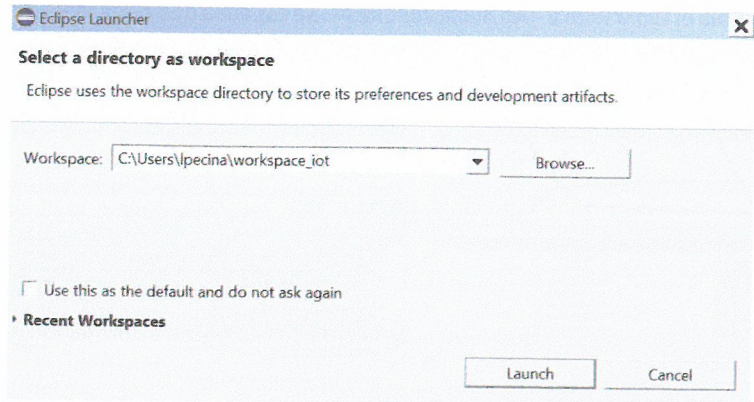 Eclipse Launcher
Select a directory as workspace
Eclipse uses the workspace directory to store its preferences and development artifacts.
Workspace: C:\Users\lpecina\workspace_iot Browse...
Use this as the default and do not ask again
Recent Workspaces
Launch Cancel